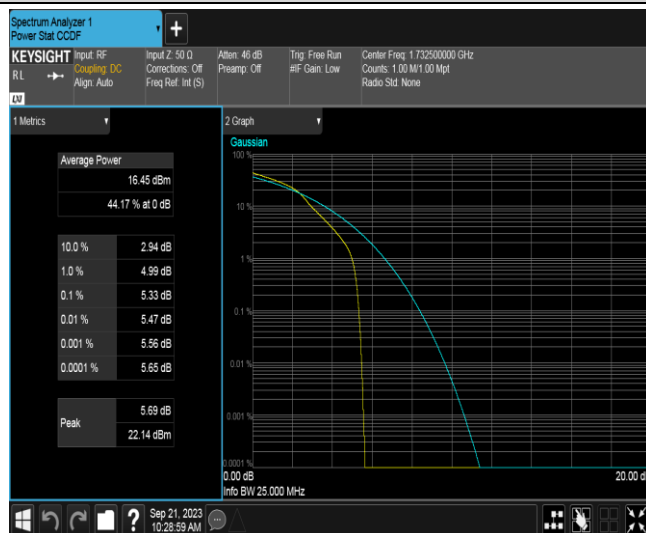 Spectrum Analyzer 1
Power Stat CCDF
KEYSIGHT
RL
LXI
Input: RF
Coupling: DC
Align: Auto
Input Z: 50 Ω
Corrections: Off
Freq Ref: Int (S)
Atten: 46 dB
Preamp: Off
Trig: Free Run
#IF Gain: Low
Center Freq: 1.732500000 GHz
Counts: 1.00 M/1.00 Mpt
Radio Std: None
1 Metrics
Average Power
16.45 dBm
44.17 % at 0 dB
10.0 % 2.94 dB
1.0 % 4.99 dB
0.1 % 5.33 dB
0.01 % 5.47 dB
0.001 % 5.56 dB
0.0001 % 5.65 dB
Peak
5.69 dB
22.14 dBm
2 Graph
Gaussian
100 %
10 %
1 %
0.1 %
0.01 %
0.001 %
0.0001 %
0.00 dB
20.00 d
Info BW 25.000 MHz
?
Sep 21, 2023
10:28:59 AM